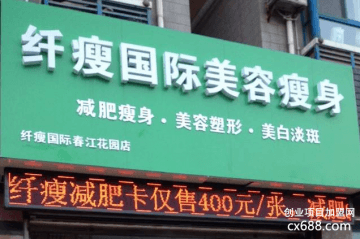 纤瘦国际美容瘦身
减肥瘦身·美容塑形·美白淡斑
纤瘦国际春江花园店
纤瘦减肥卡仅售400元/张 减肥
创业项目加盟网
cx688.com